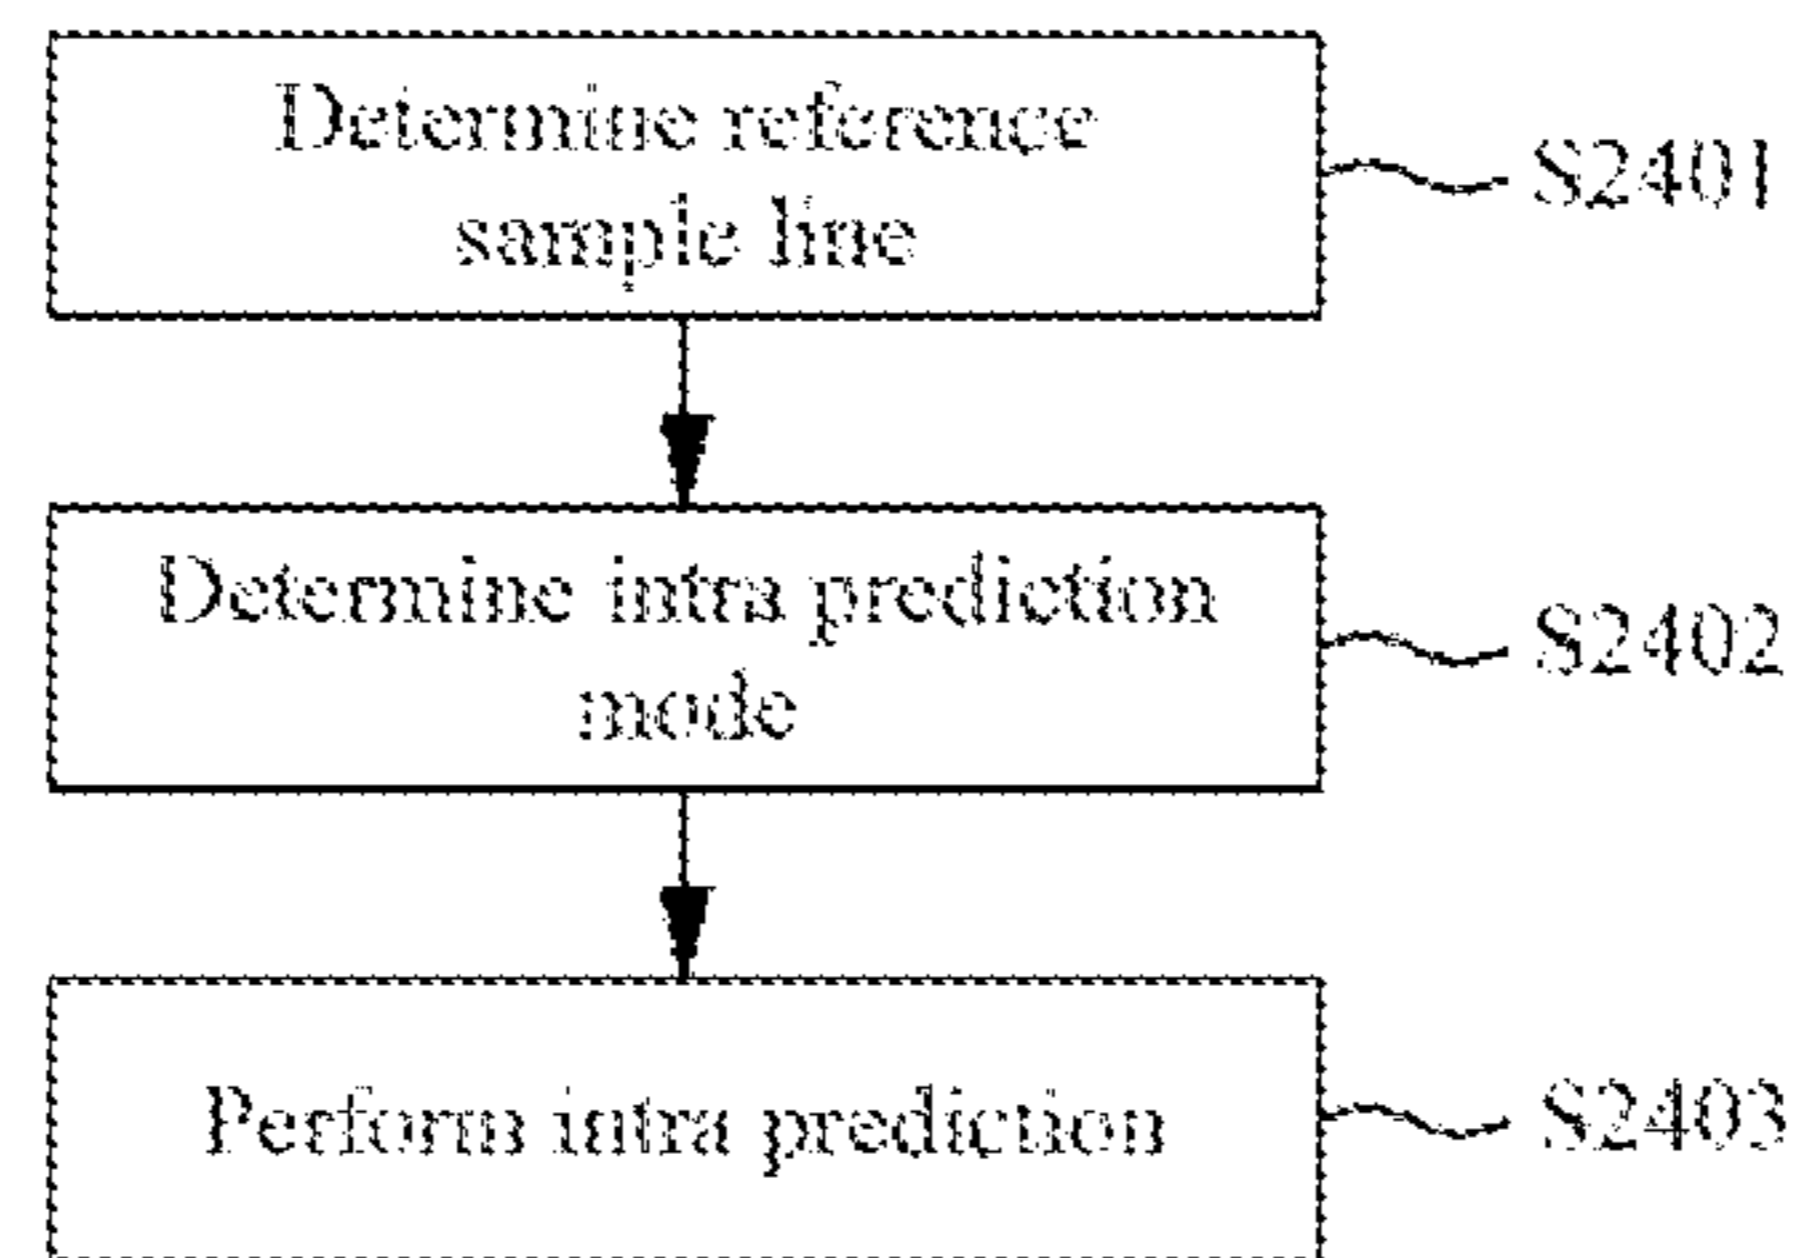 Determine reference
sample line
S2401
Determine intra prediction
mode
S2402
Perform intra prediction
S2403